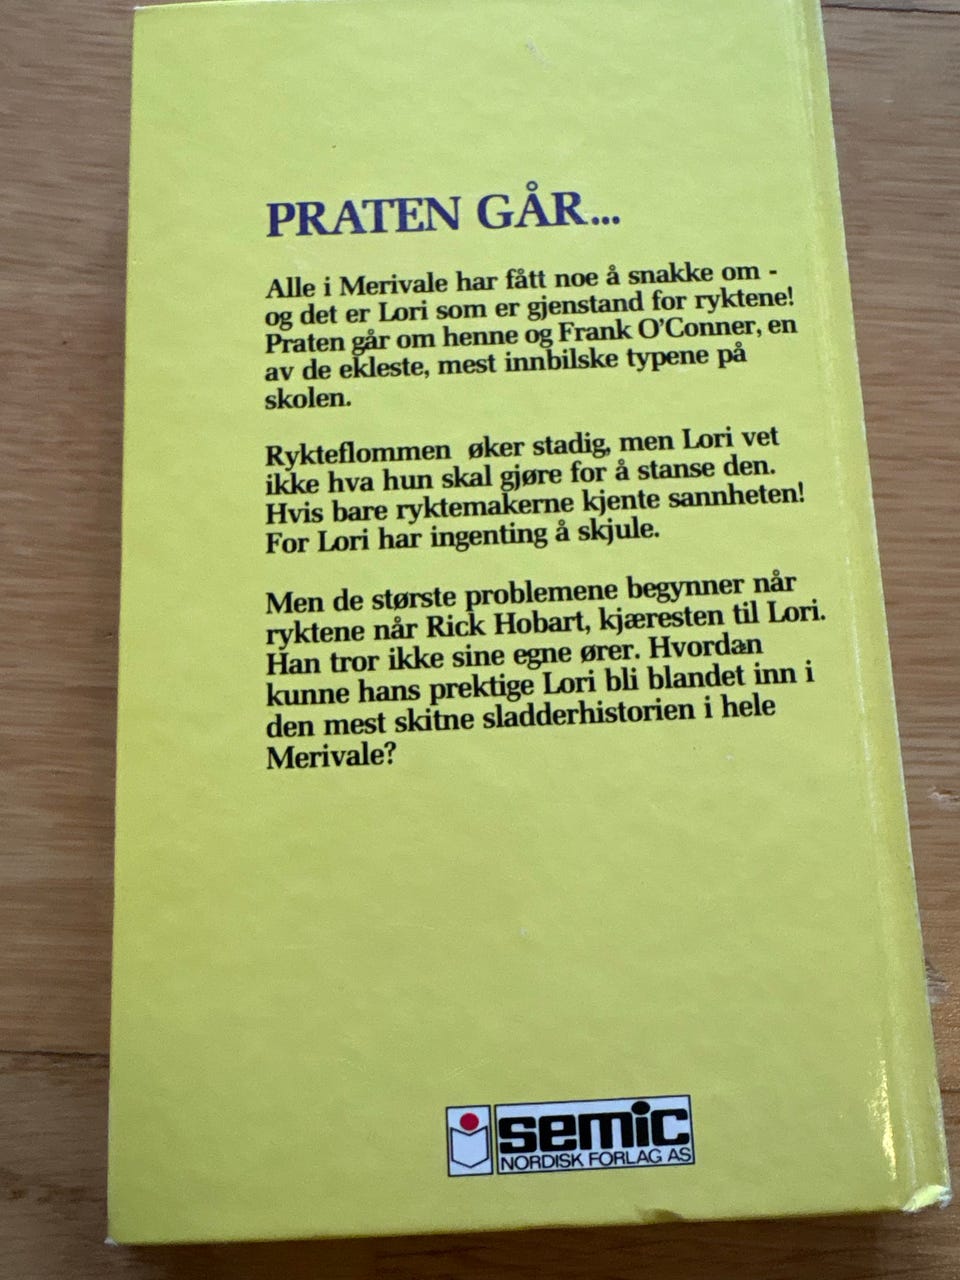 PRATEN GÅR...
Alle i Merivale har fått noe å snakke om -
og det er Lori som er gjenstand for ryktene!
Praten går om henne og Frank O'Conner, en
av de ekleste, mest innbilske typene på
skolen.
Rykteflommen øker stadig, men Lori vet
ikke hva hun skal gjøre for å stanse den.
Hvis bare ryktemakerne kjente sannheten!
For Lori har ingenting å skjule.
Men de største problemene begynner når
ryktene når Rick Hobart, kjæresten til Lori.
Han tror ikke sine egne ører. Hvordan
kunne hans prektige Lori bli blandet inn i
den mest skitne sladderhistorien i hele
Merivale?
semic
NORDISK FORLAG AS